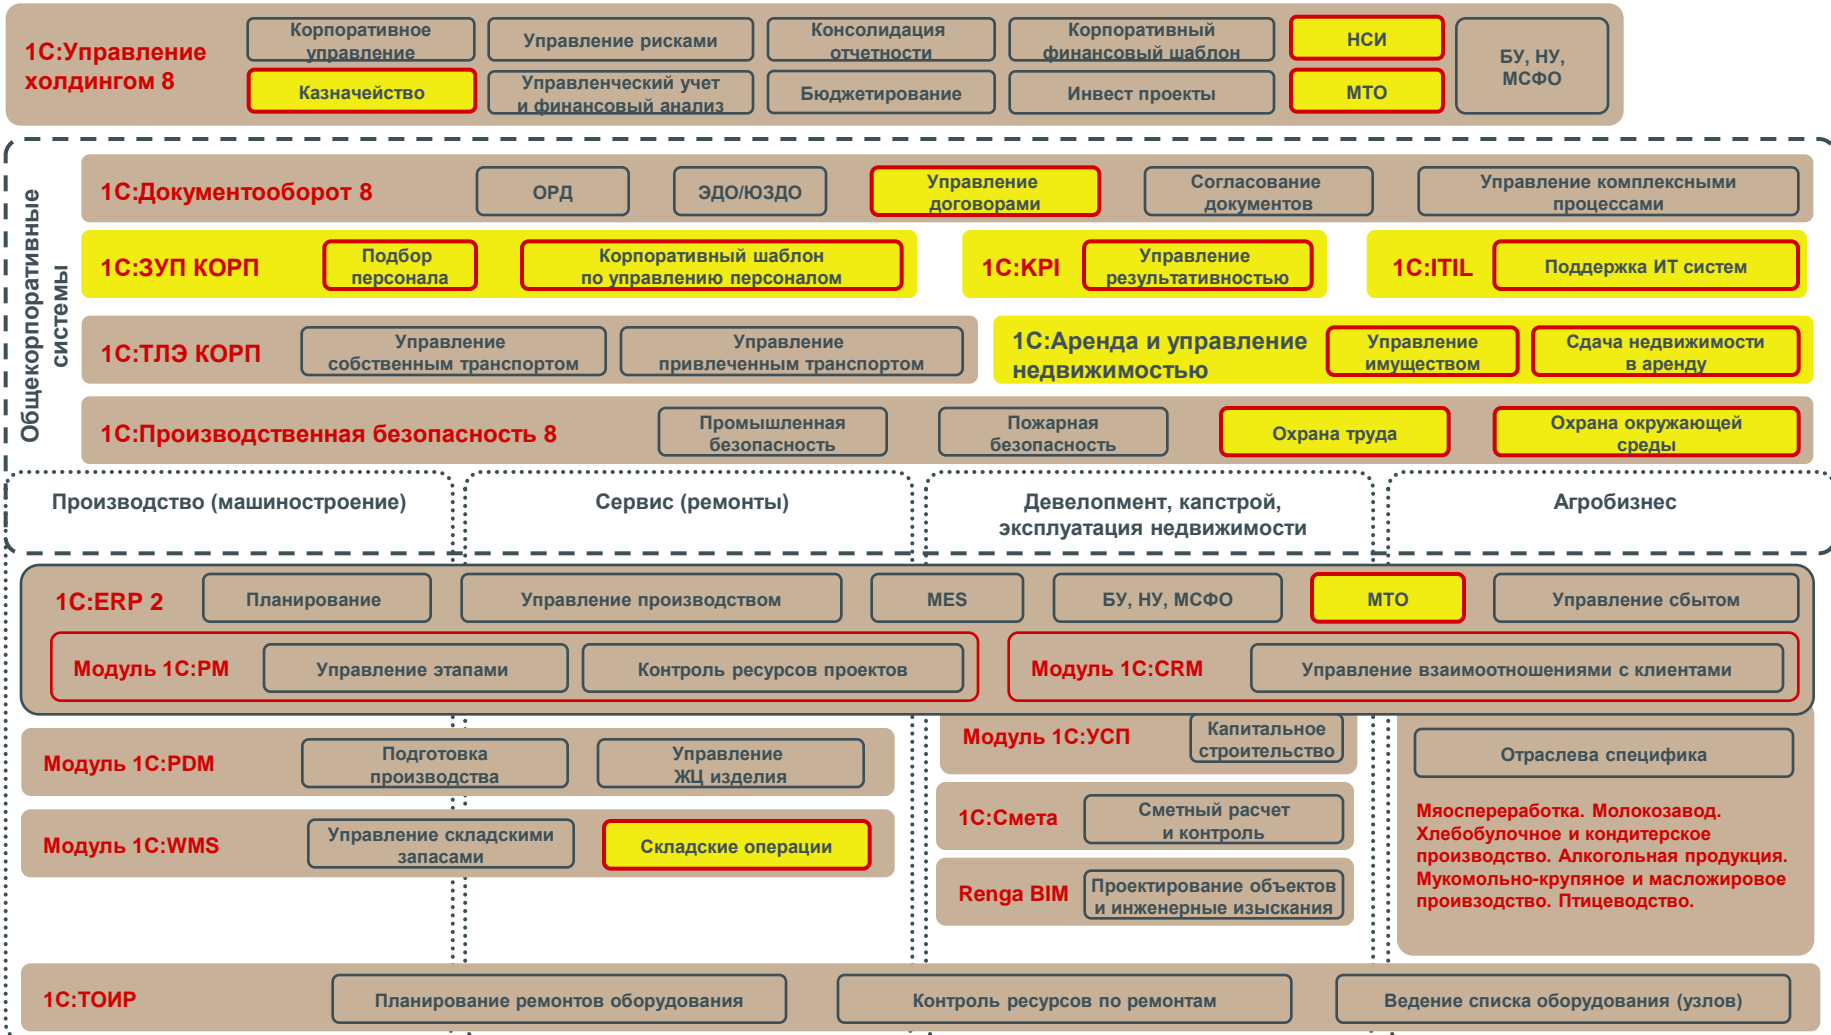 1С:Управление
холдингом 8
Корпоративное
управление
Управление рисками
Консолидация
отчетности
Корпоративный
финансовый шаблон
НСИ
БУ, НУ,
МСФО
Казначейство
Управленческий учет
и финансовый анализ
Бюджетирование
Инвест проекты
МТО
Общекорпоративные
системы
1С:Документооборот 8
ОРД
ЭДО/ЮЗДО
Управление
договорами
Согласование
документов
Управление комплексными
процессами
1С:ЗУП КОРП
Подбор
персонала
Корпоративный шаблон
по управлению персоналом
1С:KPI
Управление
результативностью
1С:ITIL
Поддержка ИТ систем
1С:ТЛЭ КОРП
Управление
собственным транспортом
Управление
привлеченным транспортом
1С:Аренда и управление
недвижимостью
Управление
имуществом
Сдача недвижимости
в аренду
1С:Производственная безопасность 8
Промышленная
безопасность
Пожарная
безопасность
Охрана труда
Охрана окружающей
среды
Производство (машиностроение)
Сервис (ремонты)
Девелопмент, капстрой,
эксплуатация недвижимости
Агробизнес
1С:ERP 2
Планирование
Управление производством
MES
БУ, НУ, МСФО
МТО
Управление сбытом
Модуль 1С:PM
Управление этапами
Контроль ресурсов проектов
Модуль 1С:CRM
Управление взаимоотношениями с клиентами
Модуль 1С:PDM
Подготовка
производства
Управление
ЖЦ изделия
Модуль 1С:УСП
Капитальное
строительство
Отраслева специфика
Модуль 1С:WMS
Управление складскими
запасами
Складские операции
1С:Смета
Сметный расчет
и контроль
Renga BIM
Проектирование объектов
и инженерные изыскания
Мяоспереработка. Молокозавод.
Хлебобулочное и кондитерское
производство. Алкогольная продукция.
Мукомольно-крупяное и масложировое
проивзодство. Птицеводство.
1С:ТОИР
Планирование ремонтов оборудования
Контроль ресурсов по ремонтам
Ведение списка оборудования (узлов)